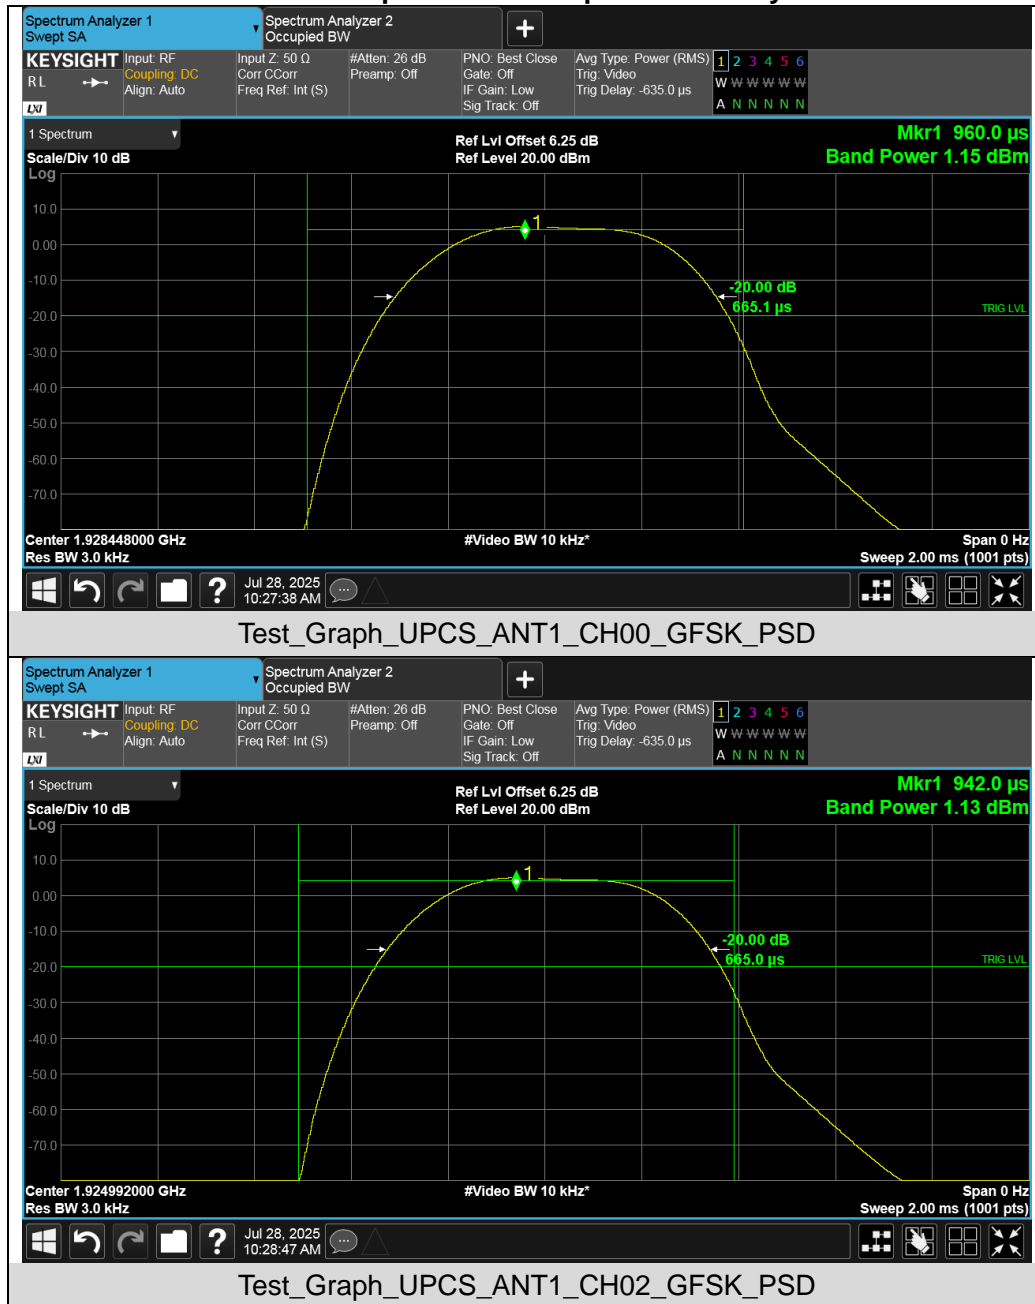 Spectrum Analyzer 1
Swept SA
Spectrum Analyzer 2
Occupied BW
KEYSIGHT
RL
LXI
Input: RF
Coupling: DC
Align: Auto
Input Z: 50 Ω
Corr CCorr
Freq Ref: Int (S)
#Atten: 26 dB
Preamp: Off
PNO: Best Close
Gate: Off
IF Gain: Low
Sig Track: Off
Avg Type: Power (RMS)
Trig: Video
Trig Delay: -635.0 µs
1 2 3 4 5 6
W W W W W W
A N N N N N
1 Spectrum
Scale/Div 10 dB
Ref Lvl Offset 6.25 dB
Ref Level 20.00 dBm
Mkr1 960.0 µs
Band Power 1.15 dBm
Log
10.0
0.00
-10.0
-20.0
-30.0
-40.0
-50.0
-60.0
-70.0
1
-20.00 dB
665.1 µs
TRIG LVL
Center 1.928448000 GHz
Res BW 3.0 kHz
#Video BW 10 kHz*
Span 0 Hz
Sweep 2.00 ms (1001 pts)
?
Jul 28, 2025
10:27:38 AM
Test_Graph_UPCS_ANT1_CH00_GFSK_PSD
Spectrum Analyzer 1
Swept SA
Spectrum Analyzer 2
Occupied BW
KEYSIGHT
RL
LXI
Input: RF
Coupling: DC
Align: Auto
Input Z: 50 Ω
Corr CCorr
Freq Ref: Int (S)
#Atten: 26 dB
Preamp: Off
PNO: Best Close
Gate: Off
IF Gain: Low
Sig Track: Off
Avg Type: Power (RMS)
Trig: Video
Trig Delay: -635.0 µs
1 2 3 4 5 6
W W W W W W
A N N N N N
1 Spectrum
Scale/Div 10 dB
Ref Lvl Offset 6.25 dB
Ref Level 20.00 dBm
Mkr1 942.0 µs
Band Power 1.13 dBm
Log
10.0
0.00
-10.0
-20.0
-30.0
-40.0
-50.0
-60.0
-70.0
1
-20.00 dB
665.0 µs
TRIG LVL
Center 1.924992000 GHz
Res BW 3.0 kHz
#Video BW 10 kHz*
Span 0 Hz
Sweep 2.00 ms (1001 pts)
?
Jul 28, 2025
10:28:47 AM
Test_Graph_UPCS_ANT1_CH02_GFSK_PSD